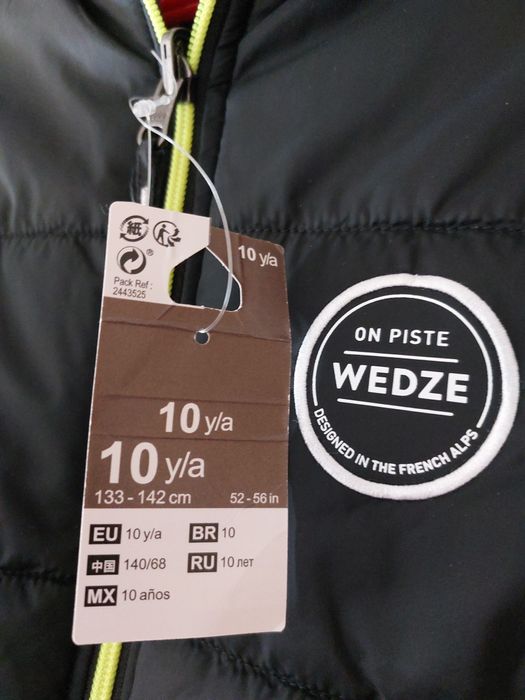 紙
Pack Ref :
2443525
10 y/a
10 y/a
10 y/a
133 - 142 cm 52 - 56 in
EU 10 y/a BR 10
中国 140/68 RU 10 лет
MX 10 años
ON PISTE
WEDZE
DESIGNED IN THE FRENCH ALPS